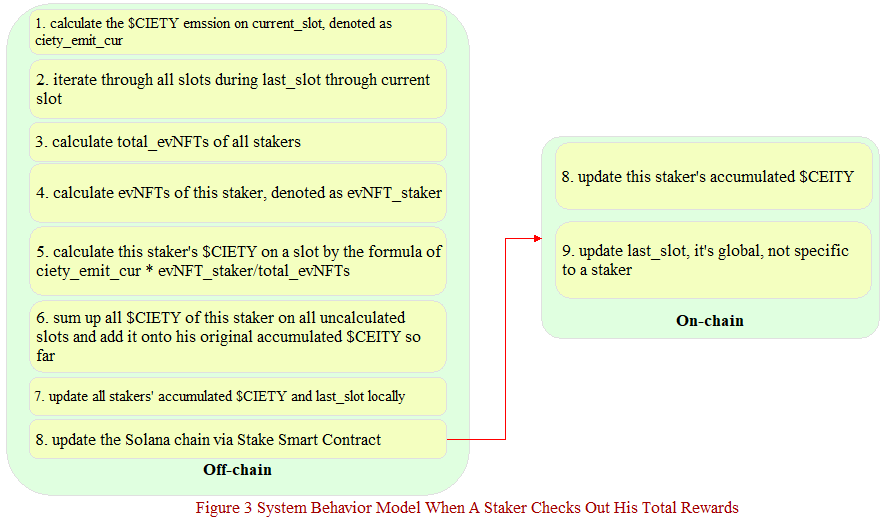 1. calculate the $CIETY emssion on current_slot, denoted as
ciety_emit_cur
2. iterate through all slots during last_slot through current
slot
3. calculate total_evNFTs of all stakers
4. calculate evNFTs of this staker, denoted as evNFT_staker
5. calculate this staker's $CIETY on a slot by the formula of
ciety_emit_cur * evNFT_staker/total_evNFTs
6. sum up all $CIETY of this staker on all uncalculated
slots and add it onto his original accumulated $CEITY so
far
7. update all stakers' accumulated $CIETY and last_slot locally
8. update the Solana chain via Stake Smart Contract
Off-chain
8. update this staker's accumulated $CEITY
9. update last_slot, it's global, not specific
to a staker
On-chain
Figure 3 System Behavior Model When A Staker Checks Out His Total Rewards